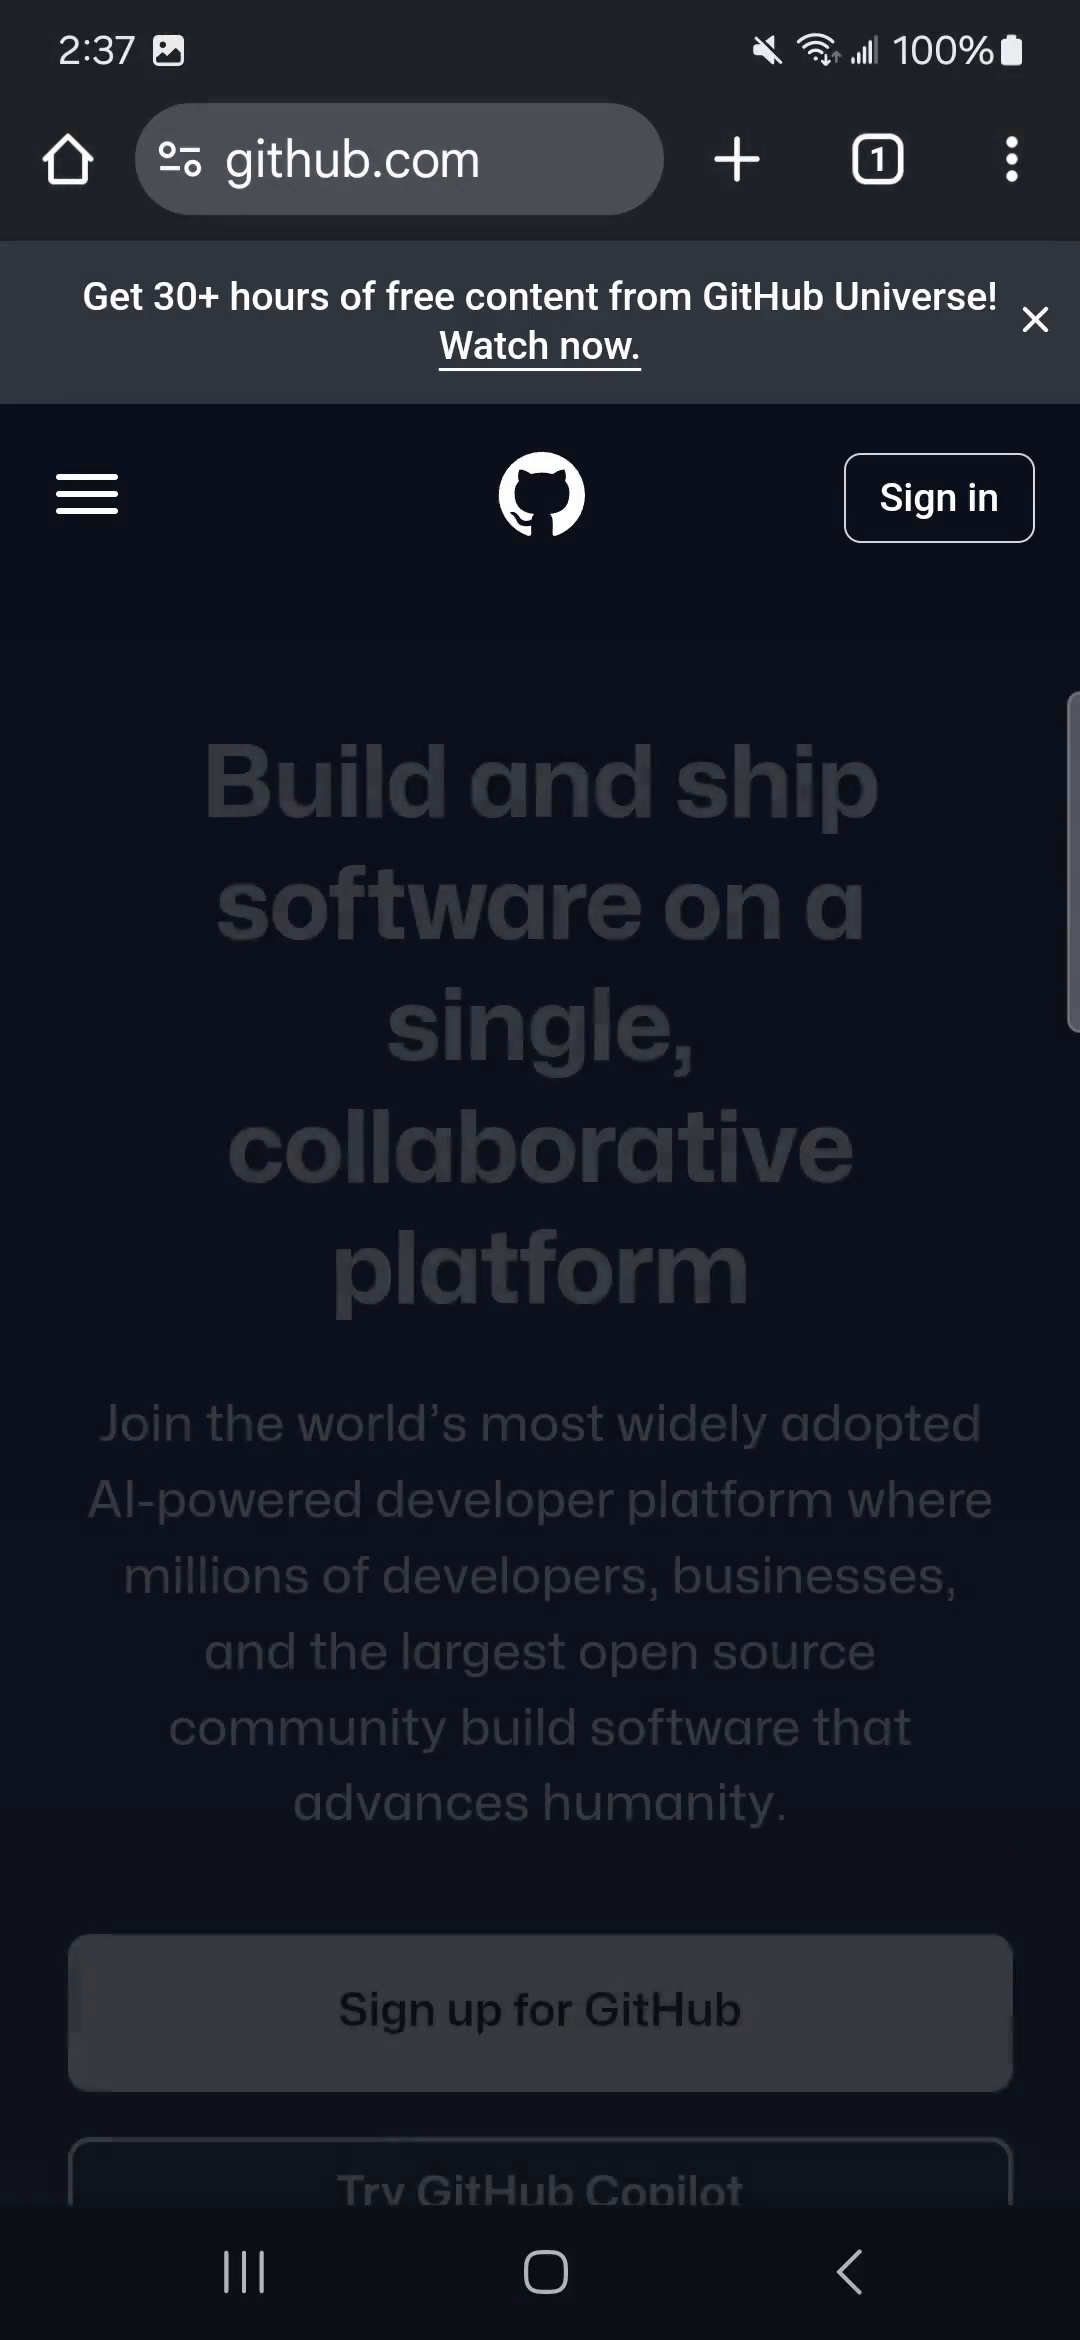 2:37
100%
github.com
1
Get 30+ hours of free content from GitHub Universe!
Watch now.
Sign in
Build and ship
software on a
single,
collaborative
platform
Join the world’s most widely adopted
AI-powered developer platform where
millions of developers, businesses,
and the largest open source
community build software that
advances humanity.
Sign up for GitHub
Try GitHub Copilot